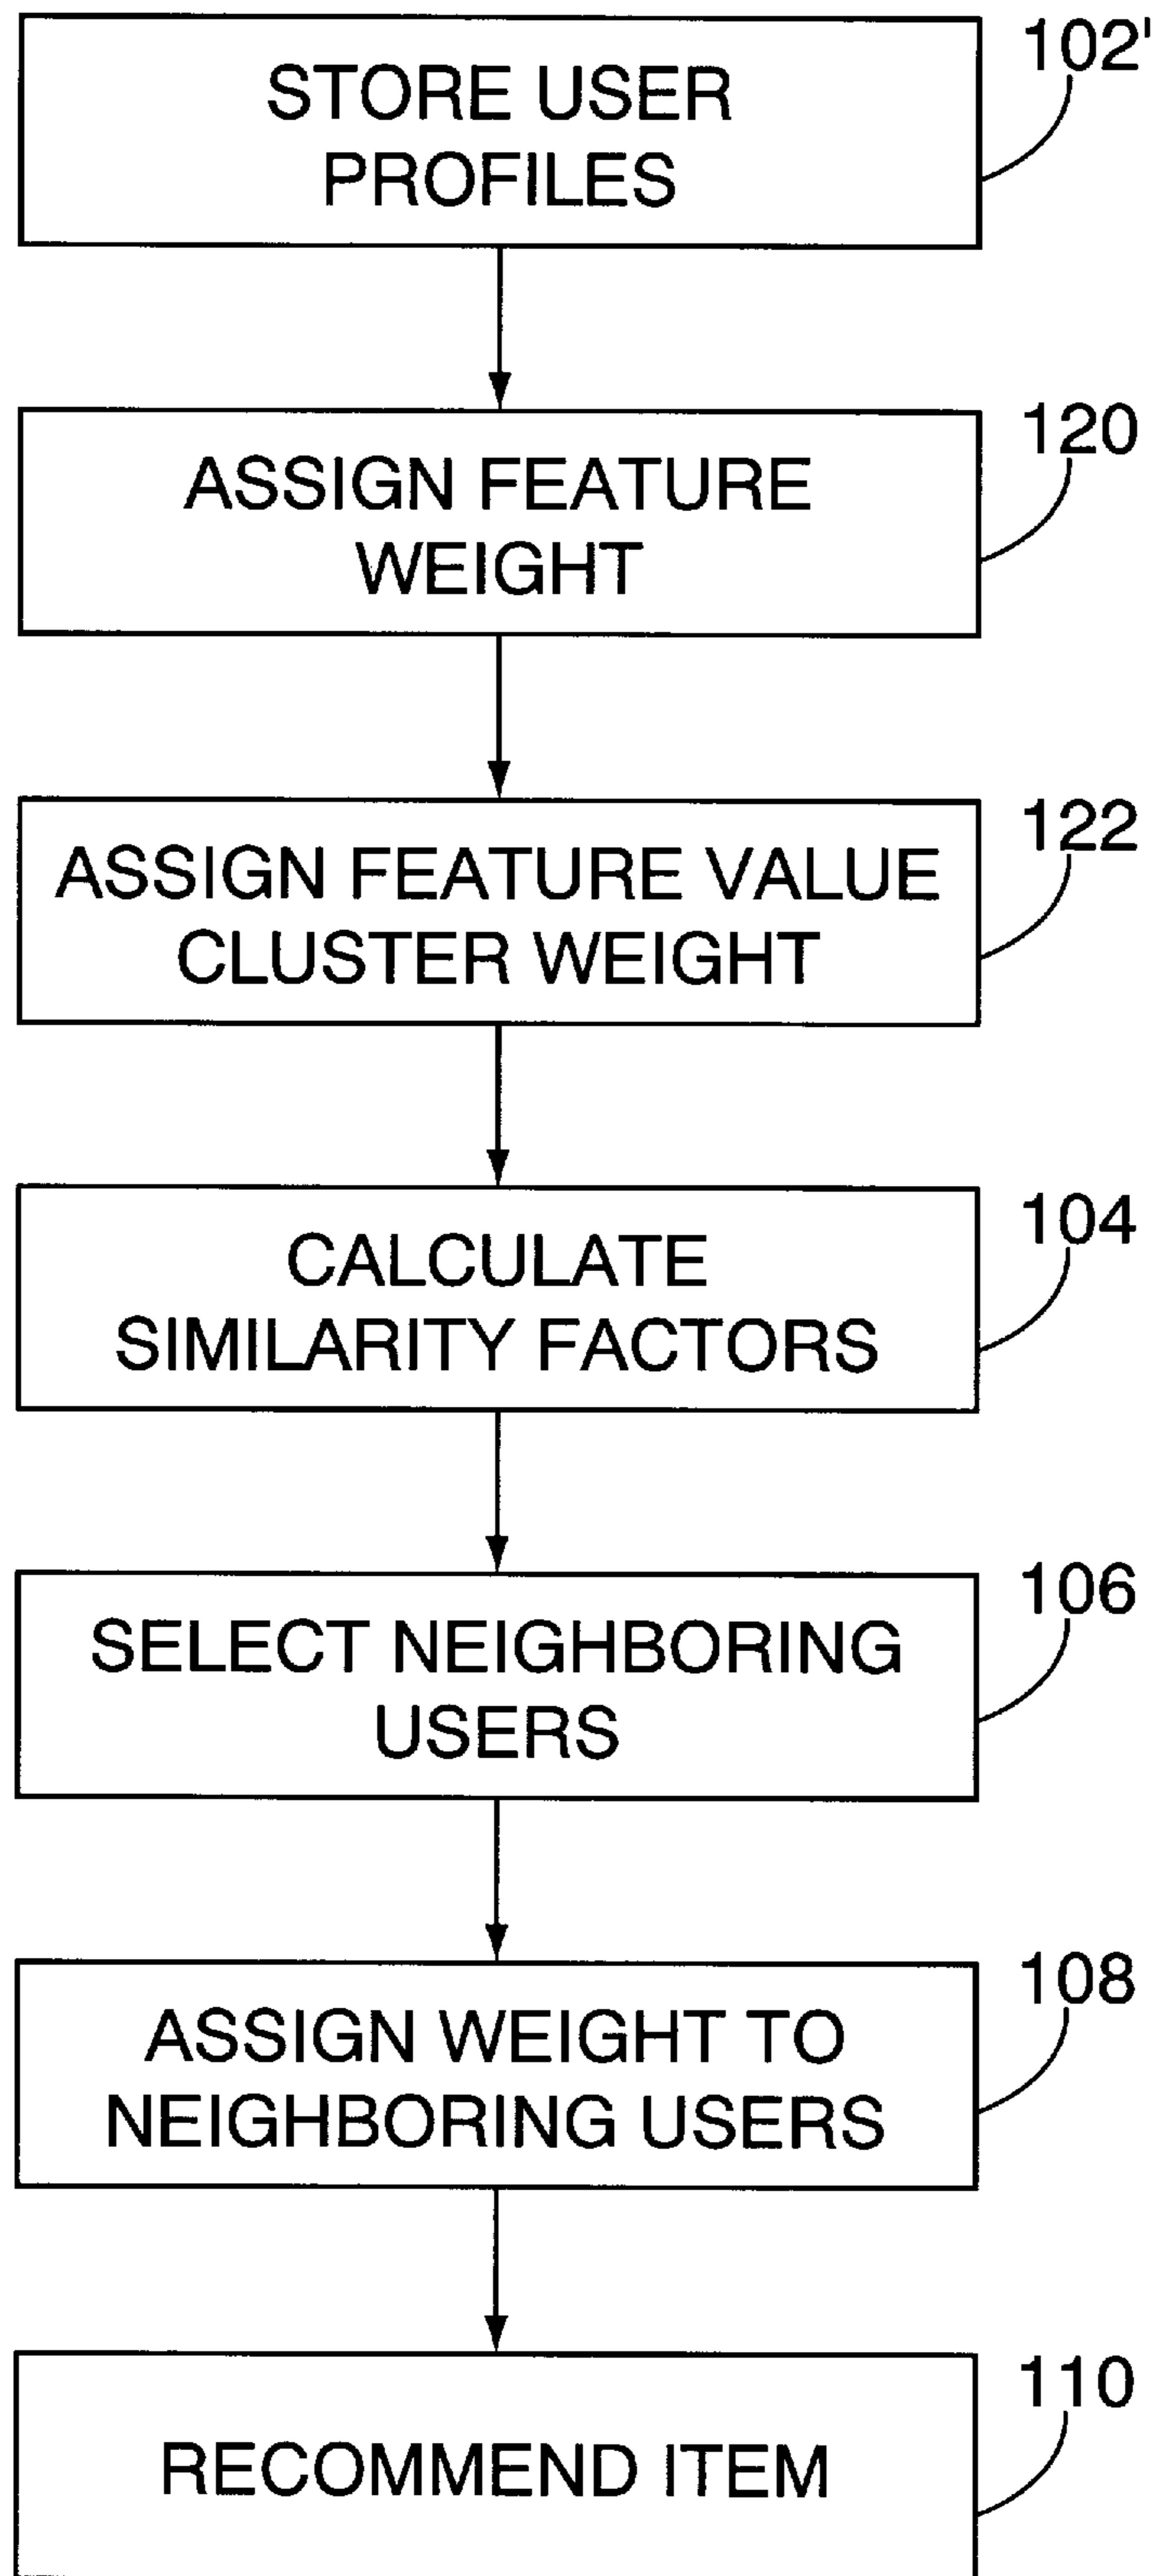 STORE USER
PROFILES
102'
ASSIGN FEATURE
WEIGHT
120
ASSIGN FEATURE VALUE
CLUSTER WEIGHT
122
CALCULATE
SIMILARITY FACTORS
104
SELECT NEIGHBORING
USERS
106
ASSIGN WEIGHT TO
NEIGHBORING USERS
108
RECOMMEND ITEM
110